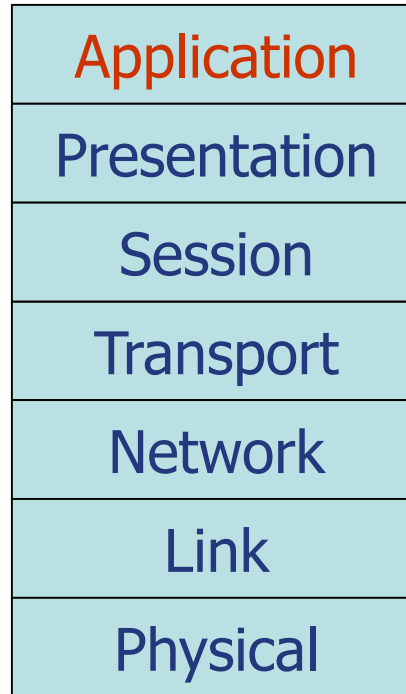 Application
Presentation
Session
Transport
Network
Link
Physical